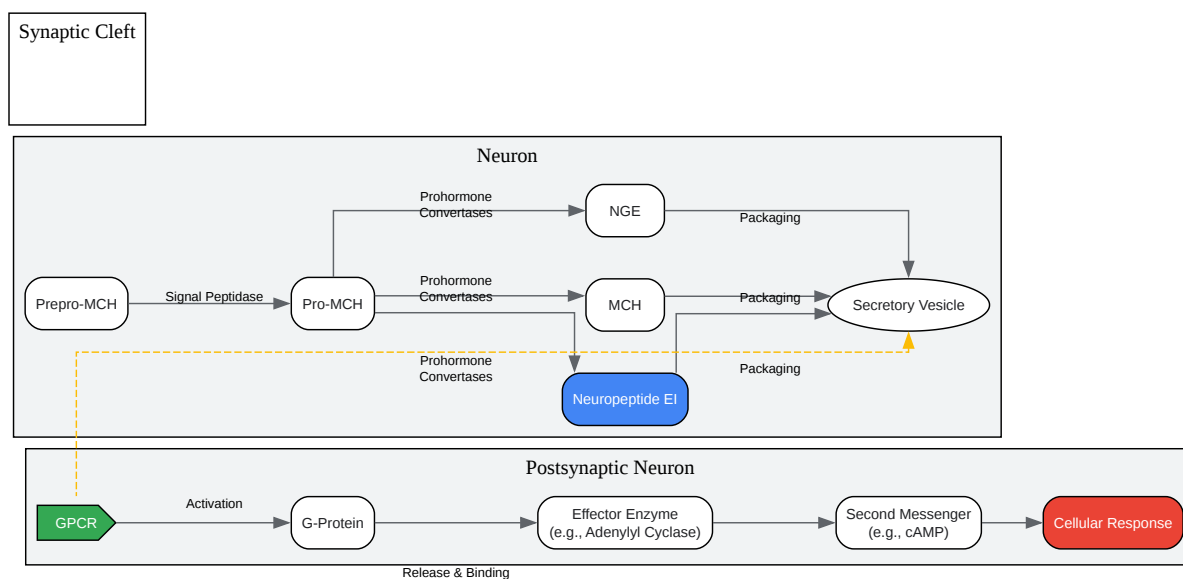 Synaptic Cleft
Neuron
Prohormone
Convertases
NGE
Packaging
Prepro-MCH
Signal Peptidase
Pro-MCH
Prohormone
Convertases
MCH
Packaging
Secretory Vesicle
Prohormone
Convertases
Packaging
Neuropeptide EI
Postsynaptic Neuron
GPCR
Activation
G-Protein
Effector Enzyme
(e.g., Adenylyl Cyclase)
Second Messenger
(e.g., cAMP)
Cellular Response
Release & Binding